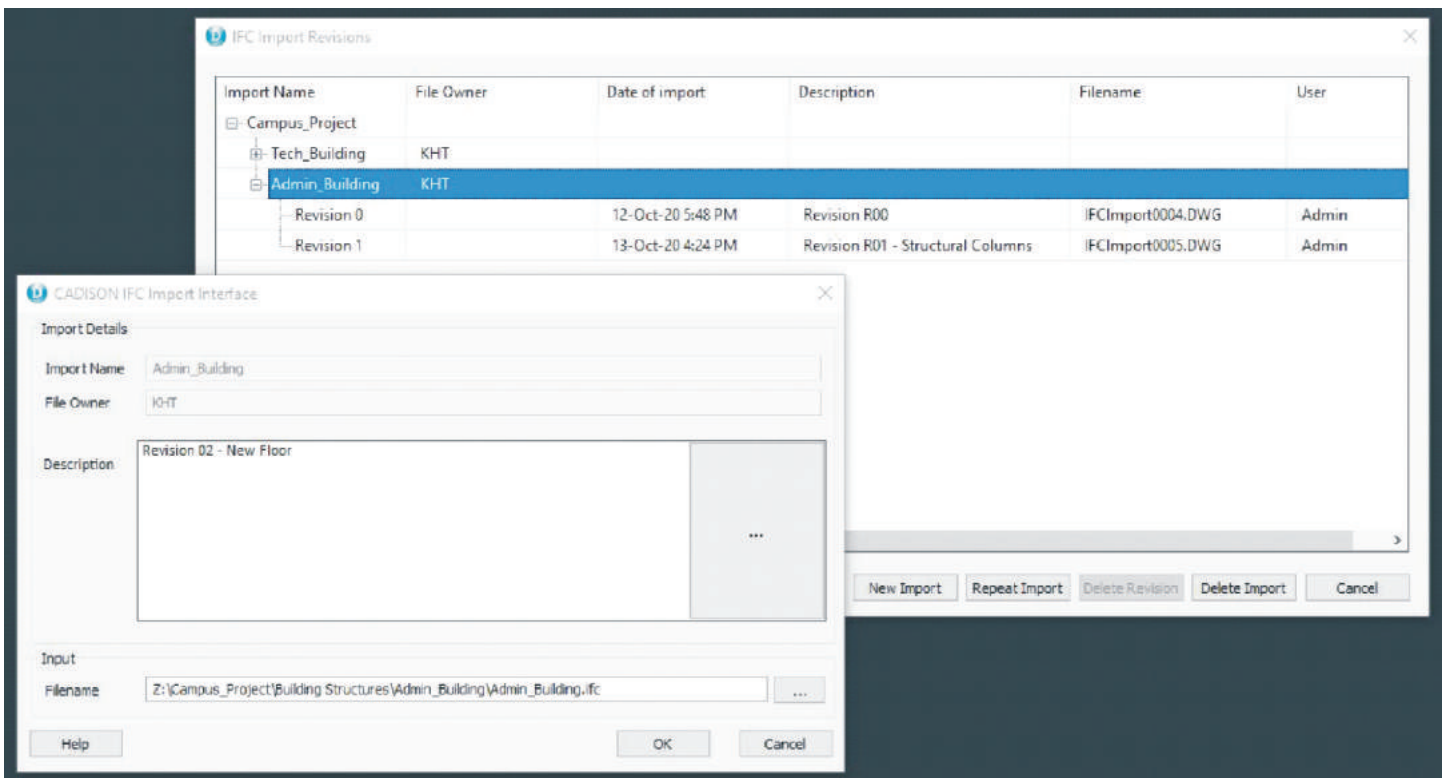 IFC Import Revisions
Import Name File Owner Date of import Description Filename User
Campus_Project
Tech_Building KHT
Admin_Building KHT
Revision 0 12-Oct-20 5:48 PM Revision R00 IFCImport0004.DWG Admin
Revision 1 13-Oct-20 4:24 PM Revision R01 - Structural Columns IFCImport0005.DWG Admin
New Import Repeat Import Delete Revision Delete Import Cancel
CADISON IFC Import Interface
Import Details
Import Name Admin_Building
File Owner KHT
Description Revision 02 - New Floor
...
Input
Filename Z:\Campus_Project\Building Structures\Admin_Building\Admin_Building.ifc ...
Help OK Cancel